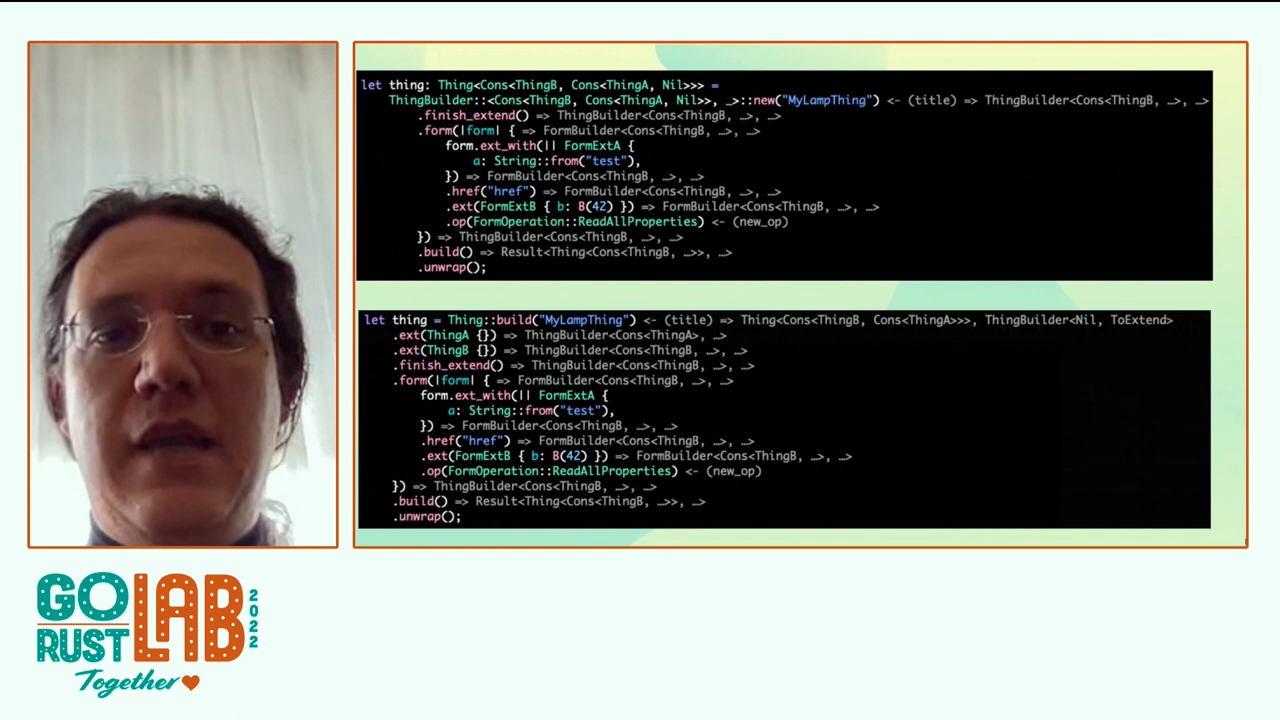 let thing: Thing<Cons<ThingB, Cons<ThingA, Nil>>> =
ThingBuilder::<Cons<ThingB, Cons<ThingA, Nil>>, _>::new("MyLampThing") <- (title) => ThingBuilder<Cons<ThingB, …>, …>
.finish_extend() => ThingBuilder<Cons<ThingB, …>, …>
.form(|form| { => FormBuilder<Cons<ThingB, …>, …>
form.ext_with(|| FormExtA {
a: String::from("test"),
}) => FormBuilder<Cons<ThingB, …>, …>
.href("href") => FormBuilder<Cons<ThingB, …>, …>
.ext(FormExtB { b: B(42) }) => FormBuilder<Cons<ThingB, …>, …>
.op(FormOperation::ReadAllProperties) <- (new_op)
}) => ThingBuilder<Cons<ThingB, …>, …>
.build() => Result<Thing<Cons<ThingB, …>>, …>
.unwrap();
let thing = Thing::build("MyLampThing") <- (title) => Thing<Cons<ThingB, Cons<ThingA>>>, ThingBuilder<Nil, ToExtend>
.ext(ThingA {}) => ThingBuilder<Cons<ThingA>, …>
.ext(ThingB {}) => ThingBuilder<Cons<ThingB, …>, …>
.finish_extend() => ThingBuilder<Cons<ThingB, …>, …>
.form(|form| { => FormBuilder<Cons<ThingB, …>, …>
form.ext_with(|| FormExtA {
a: String::from("test"),
}) => FormBuilder<Cons<ThingB, …>, …>
.href("href") => FormBuilder<Cons<ThingB, …>, …>
.ext(FormExtB { b: B(42) }) => FormBuilder<Cons<ThingB, …>, …>
.op(FormOperation::ReadAllProperties) <- (new_op)
}) => ThingBuilder<Cons<ThingB, …>, …>
.build() => Result<Thing<Cons<ThingB, …>>, …>
.unwrap();
GOLAB
RUST
2022
Together